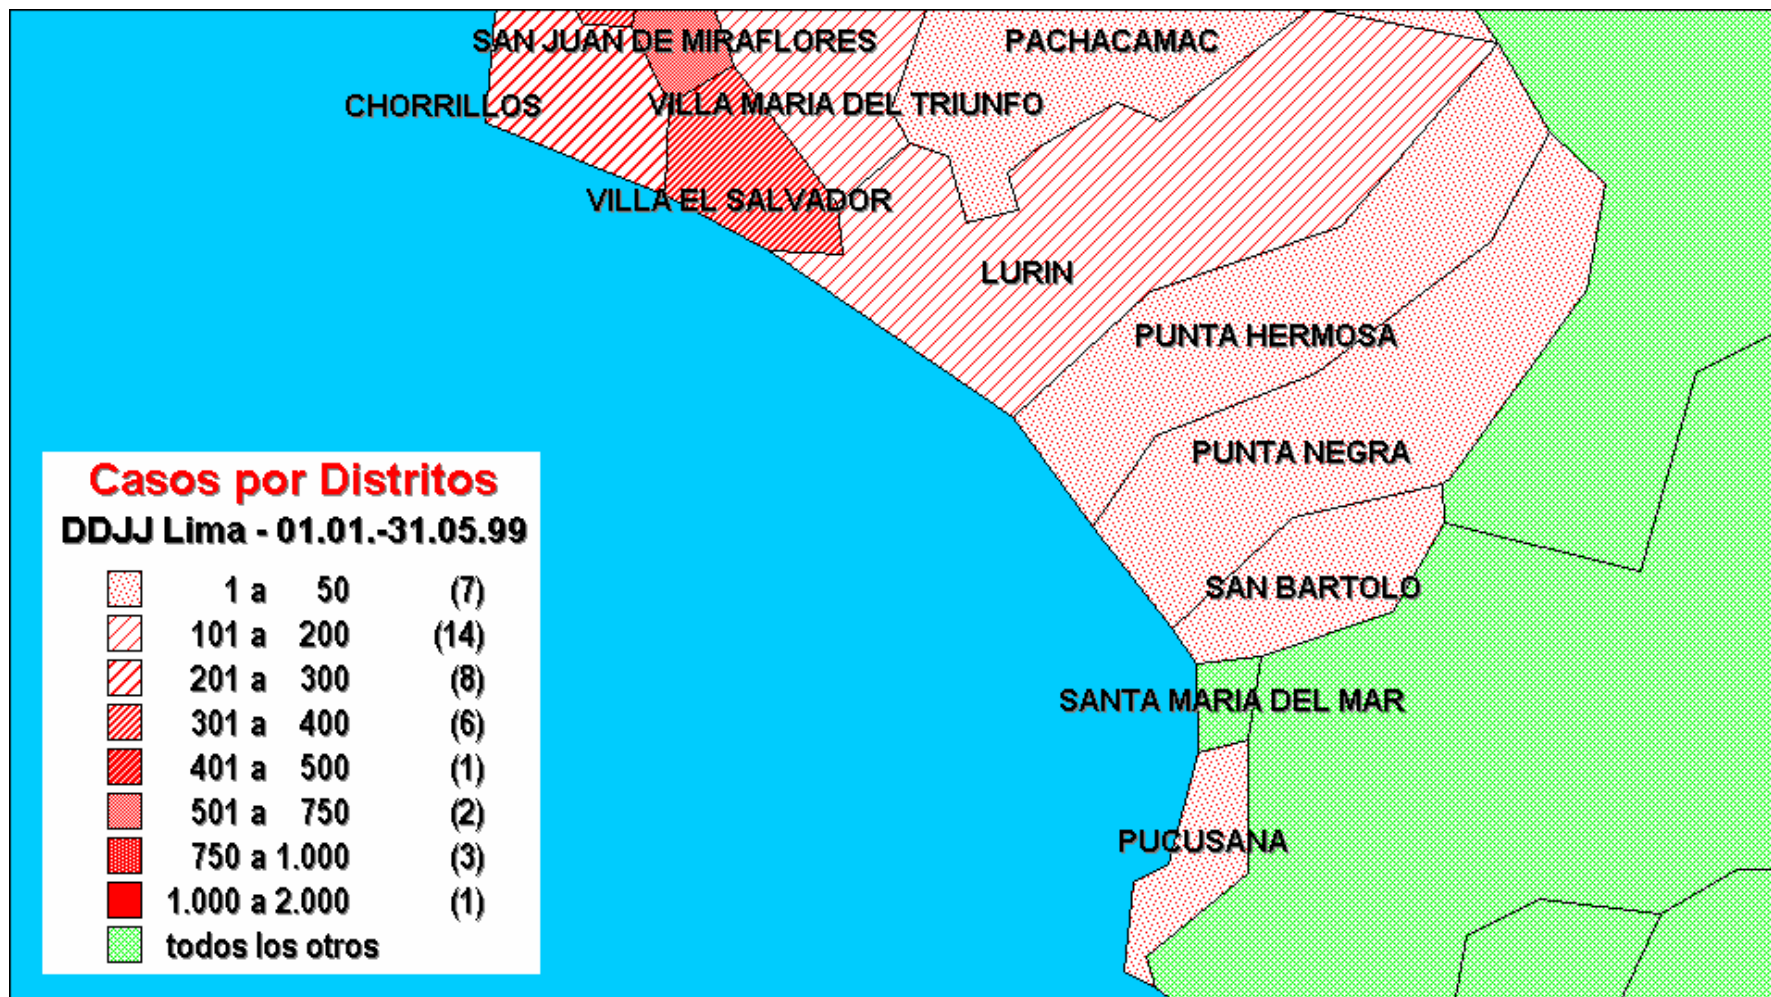 SAN JUAN DE MIRAFLORES
PACHACAMAC
CHORRILLOS
VILLA MARIA DEL TRIUNFO
VILLA EL SALVADOR
LURIN
PUNTA HERMOSA
PUNTA NEGRA
SAN BARTOLO
SANTA MARIA DEL MAR
PUCUSANA
Casos por Distritos
DDJJ Lima - 01.01.-31.05.99
1 a 50 (7)
101 a 200 (14)
201 a 300 (8)
301 a 400 (6)
401 a 500 (1)
501 a 750 (2)
750 a 1.000 (3)
1.000 a 2.000 (1)
todos los otros